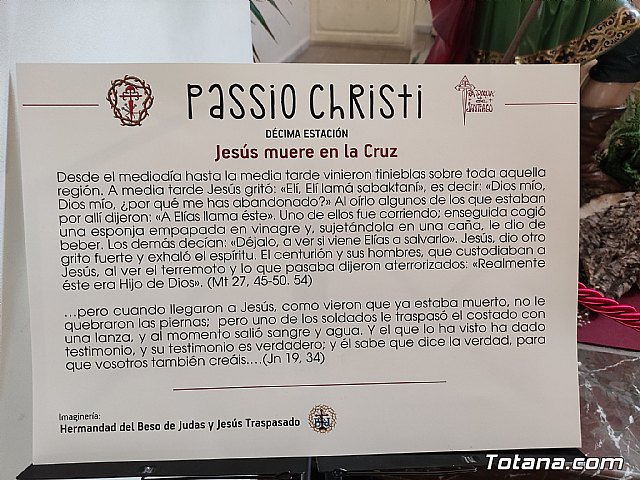 PASSIO CHRISTI
PARROQUIA
DE
SANTIAGO
DÉCIMA ESTACIÓN
Jesús muere en la Cruz
Desde el mediodía hasta la media tarde vinieron tinieblas sobre toda aquella
región. A media tarde Jesús gritó: «Elí, Elí lamá sabaktaní», es decir: «Dios mío,
Dios mío, ¿por qué me has abandonado?» Al oírlo algunos de los que estaban
por allí dijeron: «A Elías llama éste». Uno de ellos fue corriendo; enseguida cogió
una esponja empapada en vinagre y, sujetándola en una caña, le dio de
beber. Los demás decían: «Déjalo, a ver si viene Elías a salvarlo». Jesús, dio otro
grito fuerte y exhaló el espíritu. El centurión y sus hombres, que custodiaban a
Jesús, al ver el terremoto y lo que pasaba dijeron aterrorizados: «Realmente
éste era Hijo de Dios». (Mt 27, 45-50. 54)
...pero cuando llegaron a Jesús, como vieron que ya estaba muerto, no le
quebraron las piernas; pero uno de los soldados le traspasó el costado con
una lanza, y al momento salió sangre y agua. Y el que lo ha visto ha dado
testimonio, y su testimonio es verdadero; y él sabe que dice la verdad, para
que vosotros también creáis....(Jn 19, 34)
Imaginería:
Hermandad del Beso de Judas y Jesús Traspasado
Totana.com